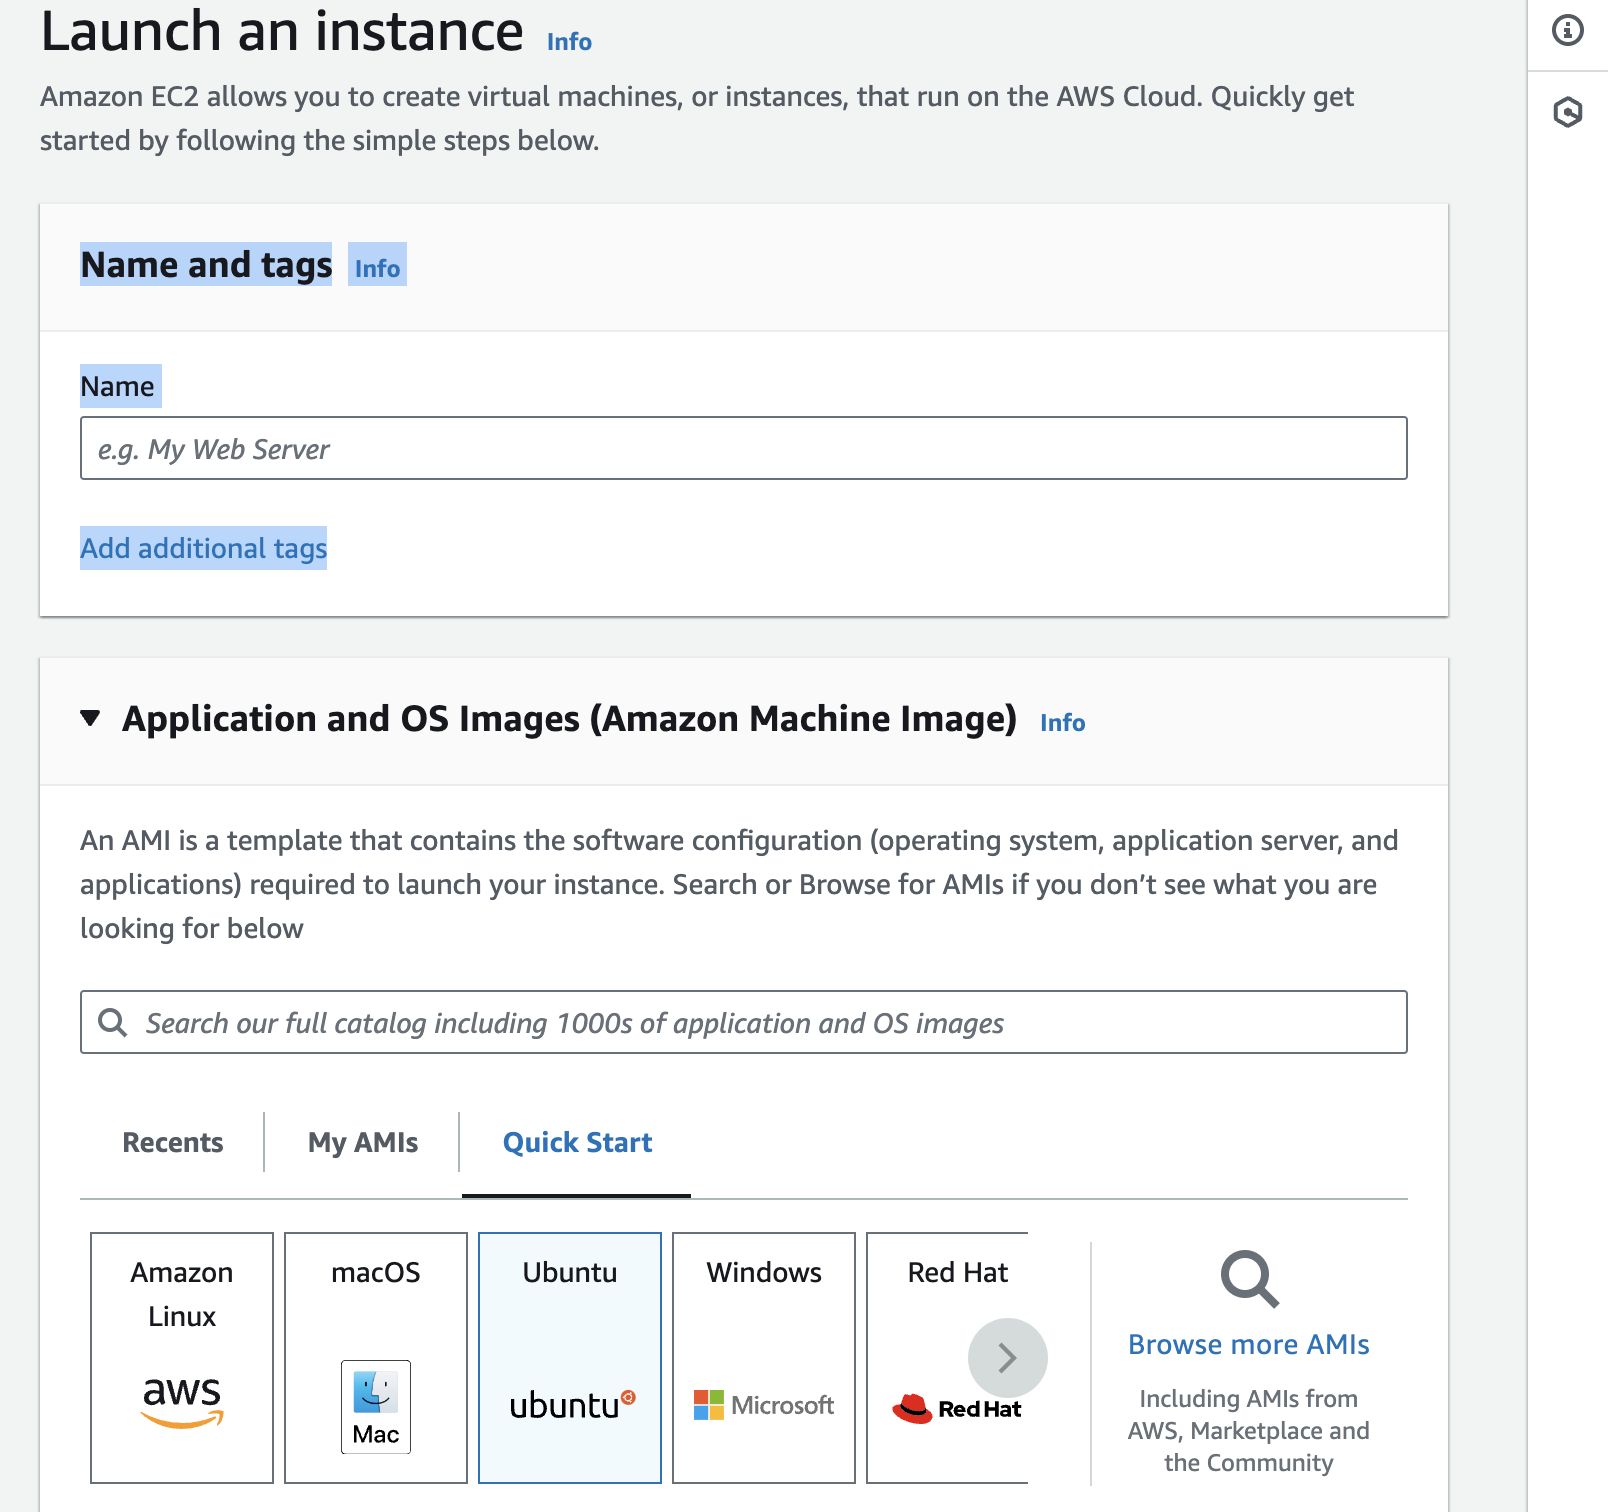 Launch an instance Info
Amazon EC2 allows you to create virtual machines, or instances, that run on the AWS Cloud. Quickly get
started by following the simple steps below.
Name and tags Info
Name
e.g. My Web Server
Add additional tags
Application and OS Images (Amazon Machine Image) Info
An AMI is a template that contains the software configuration (operating system, application server, and
applications) required to launch your instance. Search or Browse for AMIs if you don’t see what you are
looking for below
Search our full catalog including 1000s of application and OS images
Recents
My AMIs
Quick Start
Amazon
Linux
aws
macOS
Mac
Ubuntu
ubuntu
Windows
Microsoft
Red Hat
Red Hat
Browse more AMIs
Including AMIs from
AWS, Marketplace and
the Community